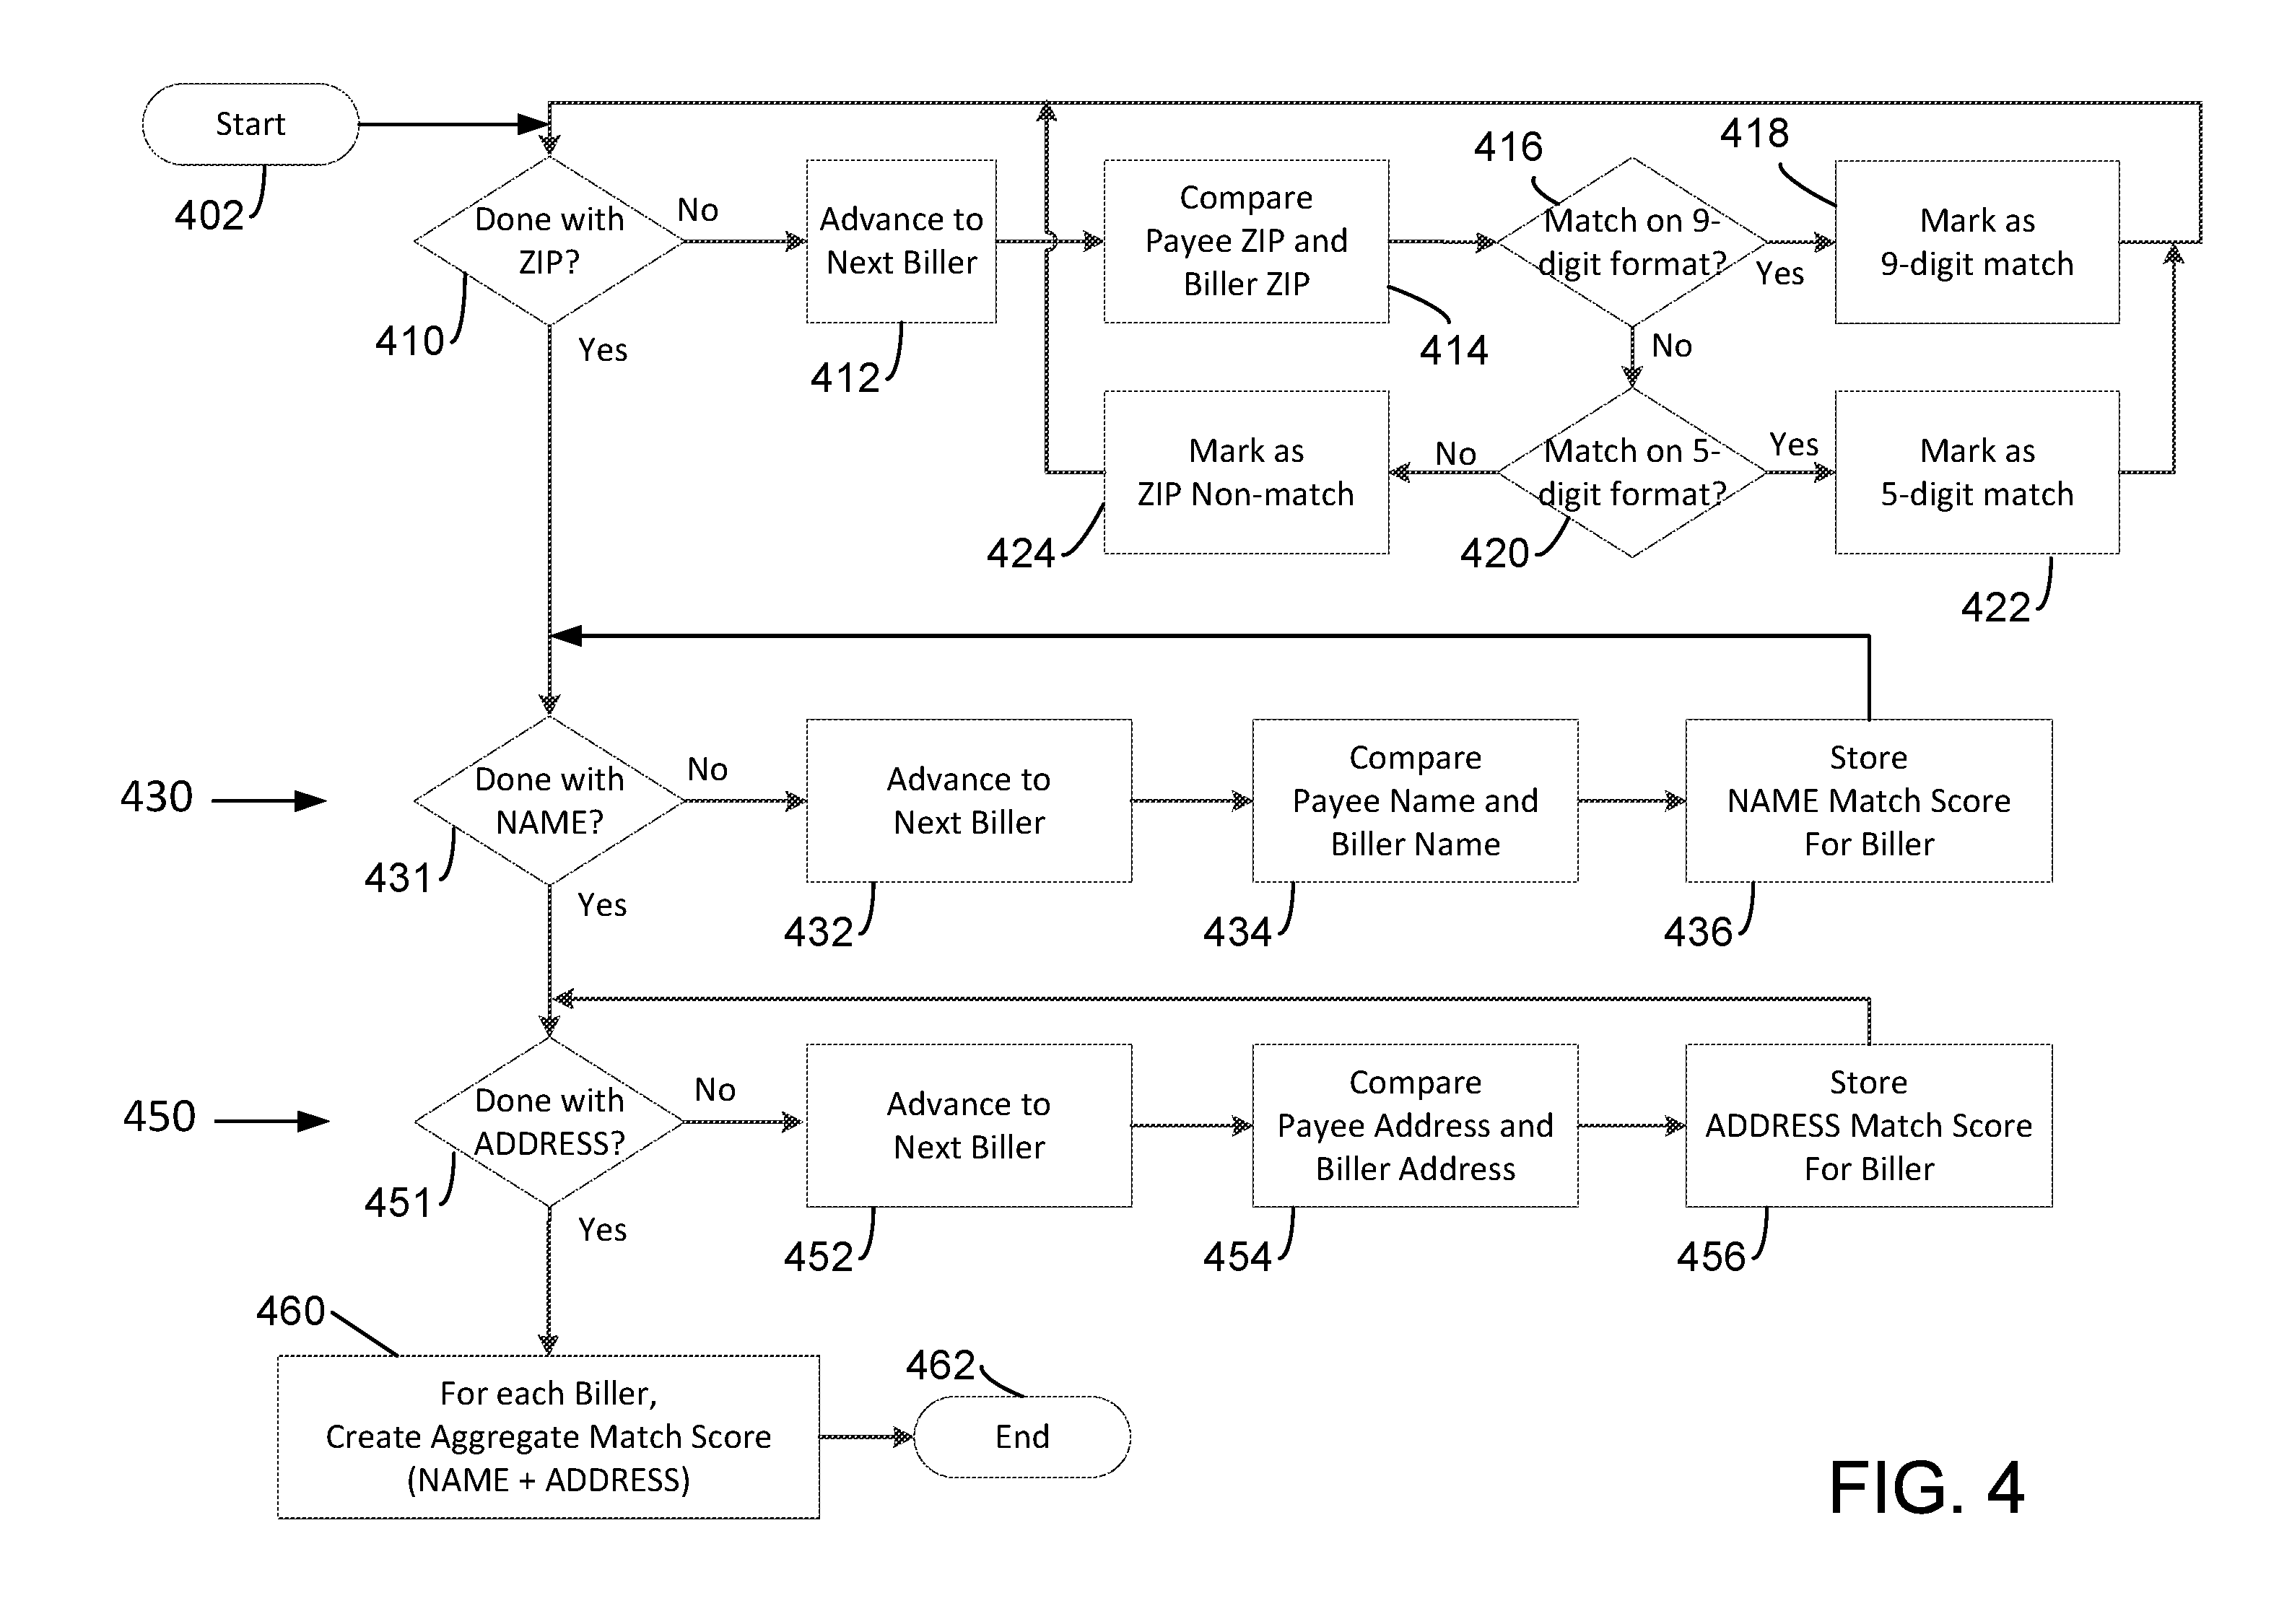 Start
402
Done with
ZIP?
410
No
Yes
Advance to
Next Biller
412
Compare
Payee ZIP and
Biller ZIP
414
416
Match on 9-
digit format?
Yes
No
418
Mark as
9-digit match
Mark as
ZIP Non-match
424
No
Match on 5-
digit format?
420
Yes
Mark as
5-digit match
422
430
Done with
NAME?
431
No
Yes
Advance to
Next Biller
432
Compare
Payee Name and
Biller Name
434
Store
NAME Match Score
For Biller
436
450
Done with
ADDRESS?
451
No
Yes
Advance to
Next Biller
452
Compare
Payee Address and
Biller Address
454
Store
ADDRESS Match Score
For Biller
456
460
For each Biller,
Create Aggregate Match Score
(NAME + ADDRESS)
462
End
FIG. 4